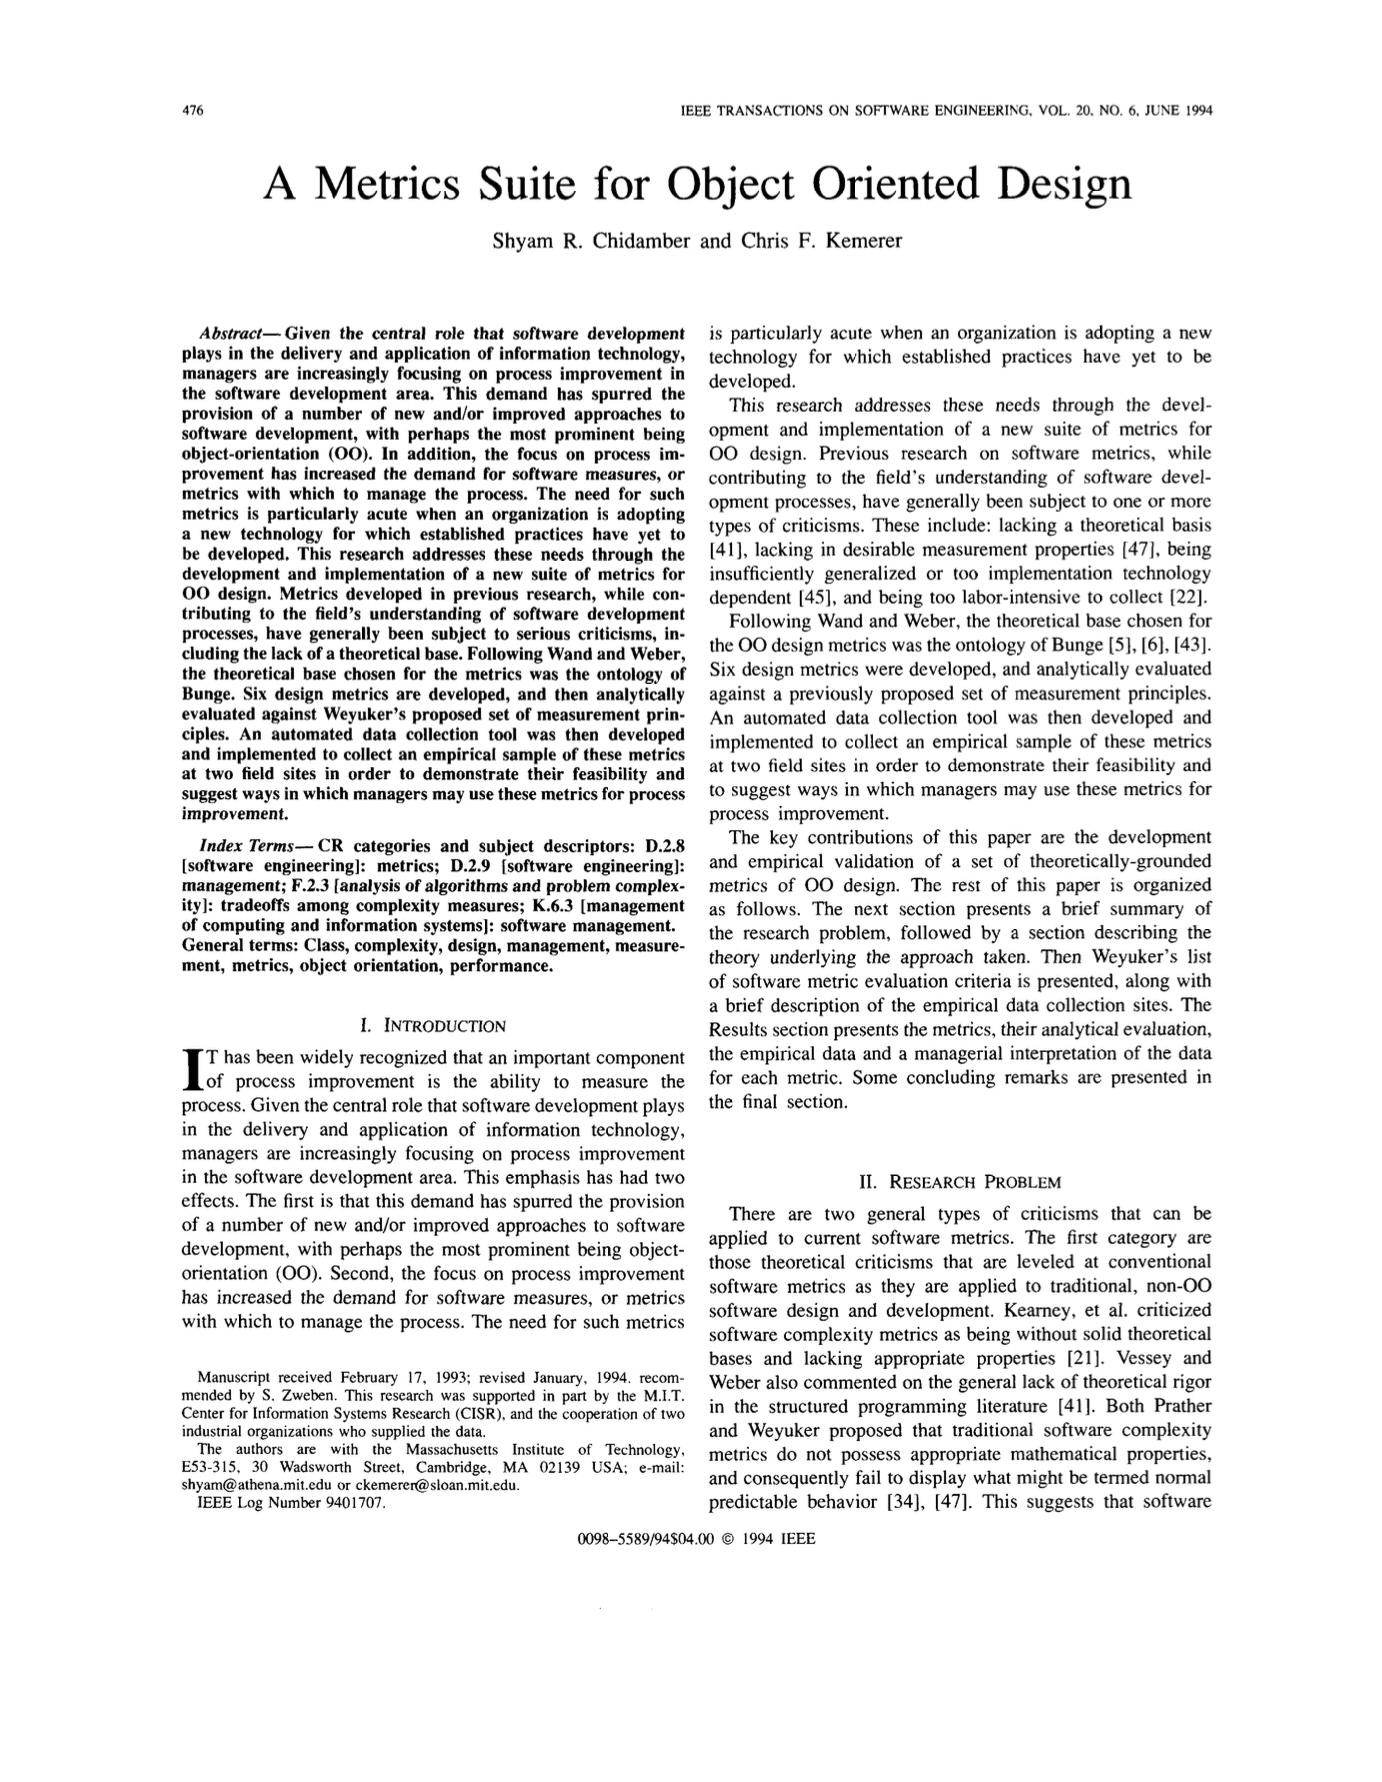 476
IEEE TRANSACTIONS ON SOFTWARE ENGINEERING, VOL. 20, NO. 6, JUNE 1994
A Metrics Suite for Object Oriented Design
Shyam R. Chidamber and Chris F. Kemerer
Abstract— Given the central role that software development
plays in the delivery and application of information technology,
managers are increasingly focusing on process improvement in
the software development area. This demand has spurred the
provision of a number of new and/or improved approaches to
software development, with perhaps the most prominent being
object-orientation (OO). In addition, the focus on process im-
provement has increased the demand for software measures, or
metrics with which to manage the process. The need for such
metrics is particularly acute when an organization is adopting
a new technology for which established practices have yet to
be developed. This research addresses these needs through the
development and implementation of a new suite of metrics for
OO design. Metrics developed in previous research, while con-
tributing to the field's understanding of software development
processes, have generally been subject to serious criticisms, in-
cluding the lack of a theoretical base. Following Wand and Weber,
the theoretical base chosen for the metrics was the ontology of
Bunge. Six design metrics are developed, and then analytically
evaluated against Weyuker's proposed set of measurement prin-
ciples. An automated data collection tool was then developed
and implemented to collect an empirical sample of these metrics
at two field sites in order to demonstrate their feasibility and
suggest ways in which managers may use these metrics for process
improvement.
Index Terms— CR categories and subject descriptors: D.2.8
[software engineering]: metrics; D.2.9 [software engineering]:
management; F.2.3 [analysis of algorithms and problem complex-
ity]: tradeoffs among complexity measures; K.6.3 [management
of computing and information systems]: software management.
General terms: Class, complexity, design, management, measure-
ment, metrics, object orientation, performance.
I. INTRODUCTION
IT has been widely recognized that an important component
of process improvement is the ability to measure the
process. Given the central role that software development plays
in the delivery and application of information technology,
managers are increasingly focusing on process improvement
in the software development area. This emphasis has had two
effects. The first is that this demand has spurred the provision
of a number of new and/or improved approaches to software
development, with perhaps the most prominent being object-
orientation (OO). Second, the focus on process improvement
has increased the demand for software measures, or metrics
with which to manage the process. The need for such metrics
Manuscript received February 17, 1993; revised January, 1994. recom-
mended by S. Zweben. This research was supported in part by the M.I.T.
Center for Information Systems Research (CISR), and the cooperation of two
industrial organizations who supplied the data.
The authors are with the Massachusetts Institute of Technology,
E53-315, 30 Wadsworth Street, Cambridge, MA 02139 USA; e-mail:
shyam@athena.mit.edu or ckemerer@sloan.mit.edu.
IEEE Log Number 9401707.
is particularly acute when an organization is adopting a new
technology for which established practices have yet to be
developed.
This research addresses these needs through the devel-
opment and implementation of a new suite of metrics for
OO design. Previous research on software metrics, while
contributing to the field's understanding of software devel-
opment processes, have generally been subject to one or more
types of criticisms. These include: lacking a theoretical basis
[41], lacking in desirable measurement properties [47], being
insufficiently generalized or too implementation technology
dependent [45], and being too labor-intensive to collect [22].
Following Wand and Weber, the theoretical base chosen for
the OO design metrics was the ontology of Bunge [5], [6], [43].
Six design metrics were developed, and analytically evaluated
against a previously proposed set of measurement principles.
An automated data collection tool was then developed and
implemented to collect an empirical sample of these metrics
at two field sites in order to demonstrate their feasibility and
to suggest ways in which managers may use these metrics for
process improvement.
The key contributions of this paper are the development
and empirical validation of a set of theoretically-grounded
metrics of OO design. The rest of this paper is organized
as follows. The next section presents a brief summary of
the research problem, followed by a section describing the
theory underlying the approach taken. Then Weyuker's list
of software metric evaluation criteria is presented, along with
a brief description of the empirical data collection sites. The
Results section presents the metrics, their analytical evaluation,
the empirical data and a managerial interpretation of the data
for each metric. Some concluding remarks are presented in
the final section.
II. RESEARCH PROBLEM
There are two general types of criticisms that can be
applied to current software metrics. The first category are
those theoretical criticisms that are leveled at conventional
software metrics as they are applied to traditional, non-OO
software design and development. Kearney, et al. criticized
software complexity metrics as being without solid theoretical
bases and lacking appropriate properties [21]. Vessey and
Weber also commented on the general lack of theoretical rigor
in the structured programming literature [41]. Both Prather
and Weyuker proposed that traditional software complexity
metrics do not possess appropriate mathematical properties,
and consequently fail to display what might be termed normal
predictable behavior [34], [47]. This suggests that software
0098–5589/94$04.00 © 1994 IEEE